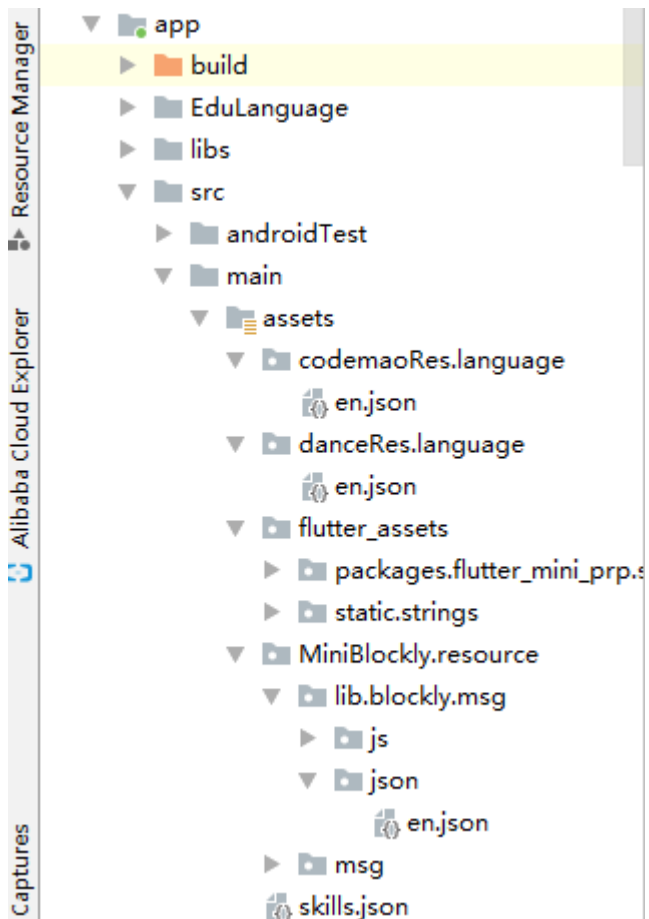 Resource Manager
Alibaba Cloud Explorer
Captures
app
build
EduLanguage
libs
src
androidTest
main
assets
codemaoRes.language
en.json
danceRes.language
en.json
flutter_assets
packages.flutter_mini_prp.s
static.strings
MiniBlockly.resource
lib.blockly.msg
js
json
en.json
msg
skills.json